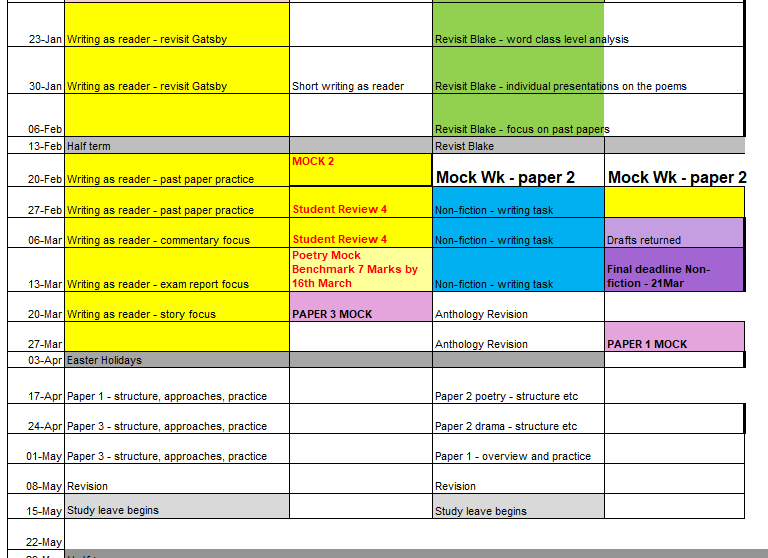 23-Jan Writing as reader - revisit Gatsby Revisit Blake - word class level analysis
30-Jan Writing as reader - revisit Gatsby Short writing as reader Revisit Blake - individual presentations on the poems
06-Feb Revisit Blake - focus on past papers
13-Feb Half term Revist Blake
MOCK 2
20-Feb Writing as reader - past paper practice Mock Wk - paper 2 Mock Wk - paper 2
27-Feb Writing as reader - past paper practice Student Review 4 Non-fiction - writing task
06-Mar Writing as reader - commentary focus Student Review 4 Non-fiction - writing task Drafts returned
Poetry Mock
Benchmark 7 Marks by Final deadline Non-
13-Mar Writing as reader - exam report focus 16th March Non-fiction - writing task fiction - 21Mar
20-Mar Writing as reader - story focus PAPER 3 MOCK Anthology Revision
27-Mar Anthology Revision PAPER 1 MOCK
03-Apr Easter Holidays
17-Apr Paper 1 - structure, approaches, practice Paper 2 poetry - structure etc
24-Apr Paper 3 - structure, approaches, practice Paper 2 drama - structure etc
01-May Paper 3 - structure, approaches, practice Paper 1 - overview and practice
08-May Revision Revision
15-May Study leave begins Study leave begins
22-May